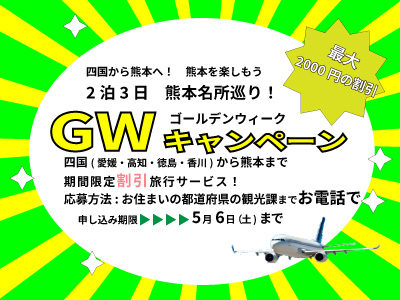 四国から熊本へ！　熊本を楽しもう
最大
2000円の割引
2泊3日　熊本名所巡り！
ゴールデンウィーク
GWキャンペーン
四国(愛媛・高知・徳島・香川)から熊本まで
期間限定割引旅行サービス！
応募方法：お住まいの都道府県の観光課までお電話で
申し込み期限▶▶▶▶5月6日(土)まで